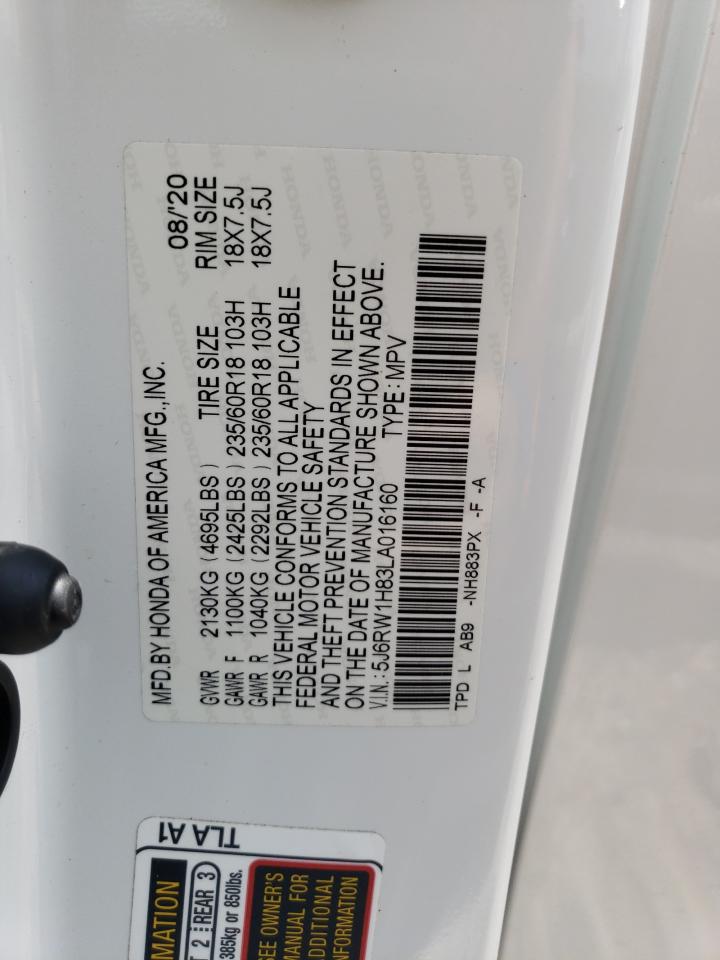 MFD.BY HONDA OF AMERICA MFG.,INC. 08/'20
TIRE SIZE RIM SIZE
GVWR 2130KG (4695LBS)
GAWR F 1100KG (2425LBS) 235/60R18 103H 18X7.5J
GAWR R 1040KG (2292LBS) 235/60R18 103H 18X7.5J
THIS VEHICLE CONFORMS TO ALL APPLICABLE
FEDERAL MOTOR VEHICLE SAFETY
AND THEFT PREVENTION STANDARDS IN EFFECT
ON THE DATE OF MANUFACTURE SHOWN ABOVE.
V.I.N.:5J6RW1H83LA016160 TYPE:MPV
TPD L AB9 -NH883PX -F -A
TLA A1
MATION
T 2 REAR 3
385kg or 850lbs.
SEE OWNER'S
MANUAL FOR
ADDITIONAL
INFORMATION